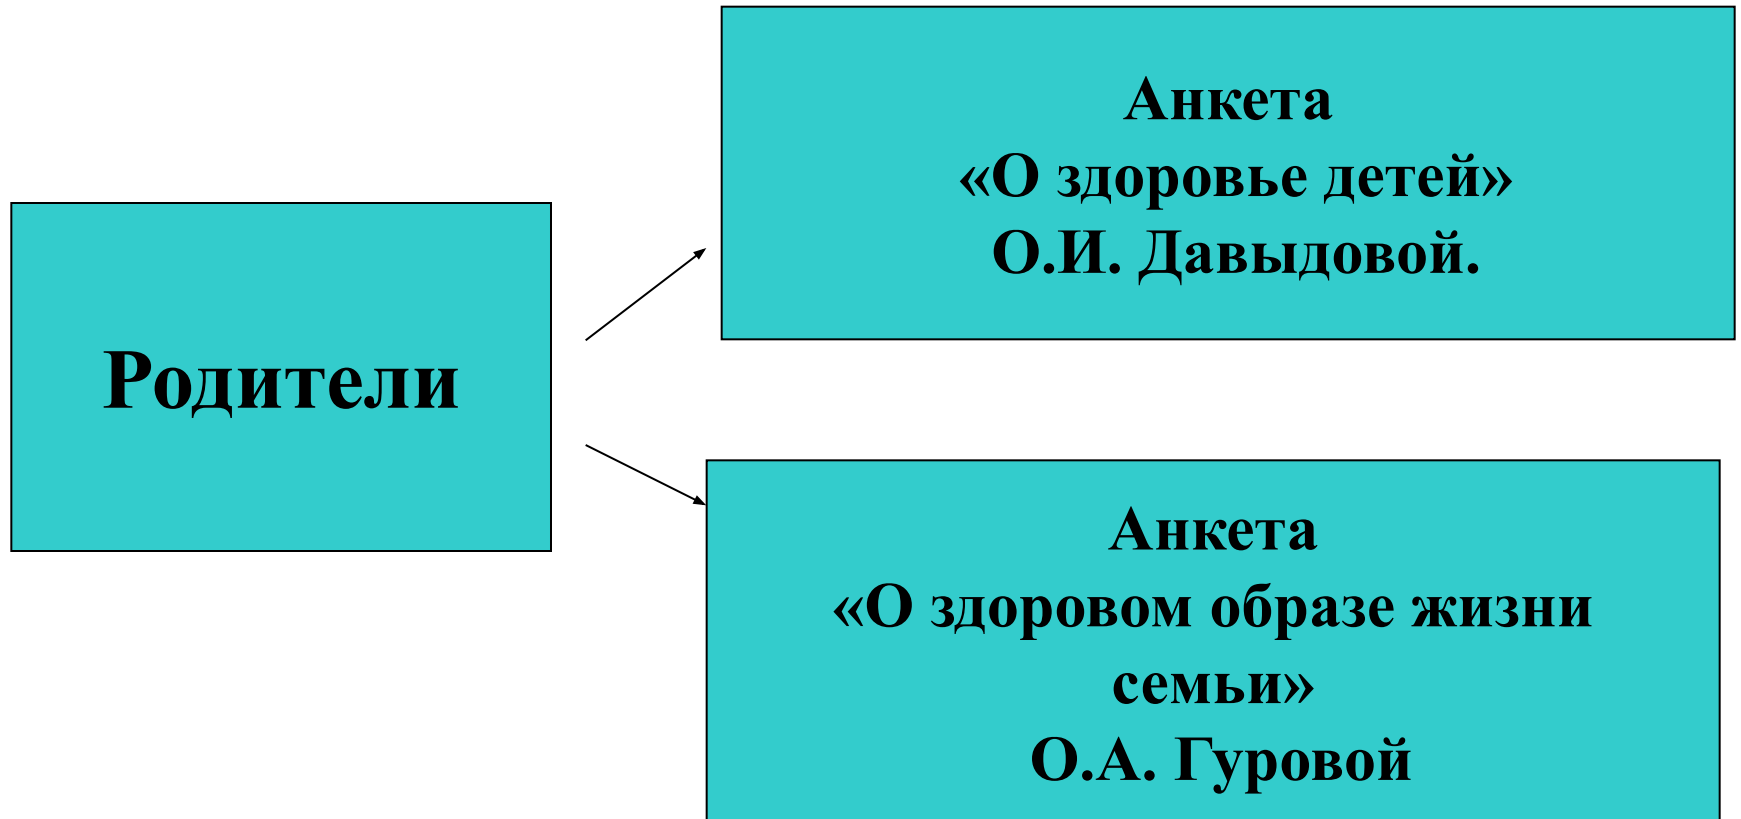 Родители
Анкета
«О здоровье детей»
О.И. Давыдовой.
Анкета
«О здоровом образе жизни
семьи»
О.А. Гуровой